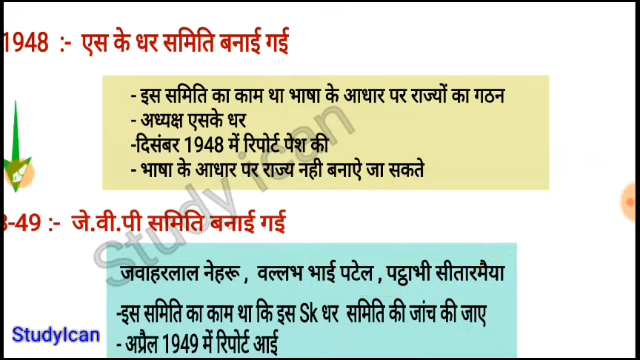 1948 :- एस के धर समिति बनाई गई
- इस समिति का काम था भाषा के आधार पर राज्यों का गठन
- अध्यक्ष एसके धर
-दिसंबर 1948 में रिपोर्ट पेश की
- भाषा के आधार पर राज्य नही बनाऐ जा सकते
-49 :- जे.वी.पी समिति बनाई गई
जवाहरलाल नेहरू , वल्लभ भाई पटेल , पट्ठाभी सीतारमैया
-इस समिति का काम था कि इस Sk धर समिति की जांच की जाए
- अप्रैल 1949 में रिपोर्ट आई
Study ican
StudyIcan